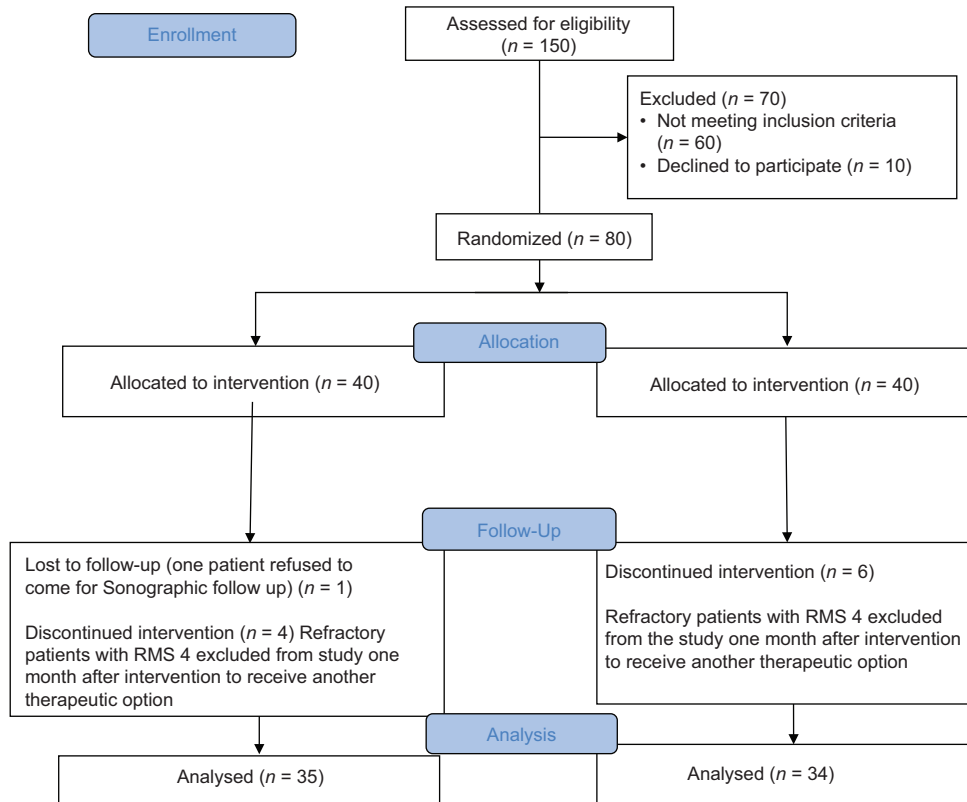 Enrollment
Assessed for eligibility
(n = 150)
Excluded (n = 70)
• Not meeting inclusion criteria
(n = 60)
• Declined to participate (n = 10)
Randomized (n = 80)
Allocation
Allocated to intervention (n = 40)
Allocated to intervention (n = 40)
Follow-Up
Lost to follow-up (one patient refused to
come for Sonographic follow up) (n = 1)
Discontinued intervention (n = 4) Refractory
patients with RMS 4 excluded from study one
month after intervention to receive another
therapeutic option
Discontinued intervention (n = 6)
Refractory patients with RMS 4 excluded
from the study one month after intervention
to receive another therapeutic option
Analysis
Analysed (n = 35)
Analysed (n = 34)